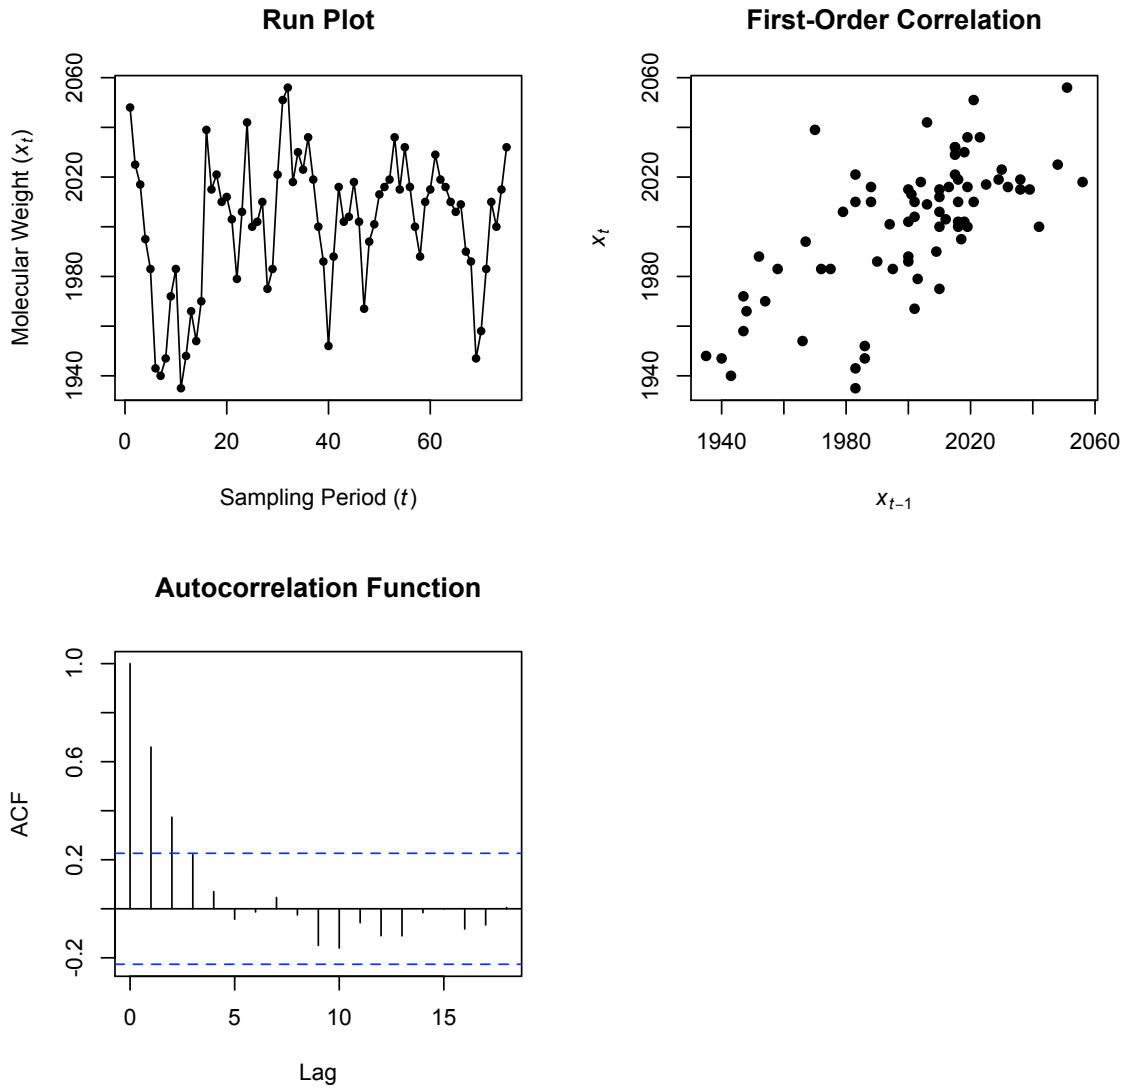 Run Plot
Molecular Weight (xt)
2060
2020
1980
1940
0 20 40 60
Sampling Period (t)
First-Order Correlation
xt
2060
2020
1980
1940
1940 1980 2020 2060
xt−1
Autocorrelation Function
ACF
1.0
0.6
0.2
-0.2
0 5 10 15
Lag